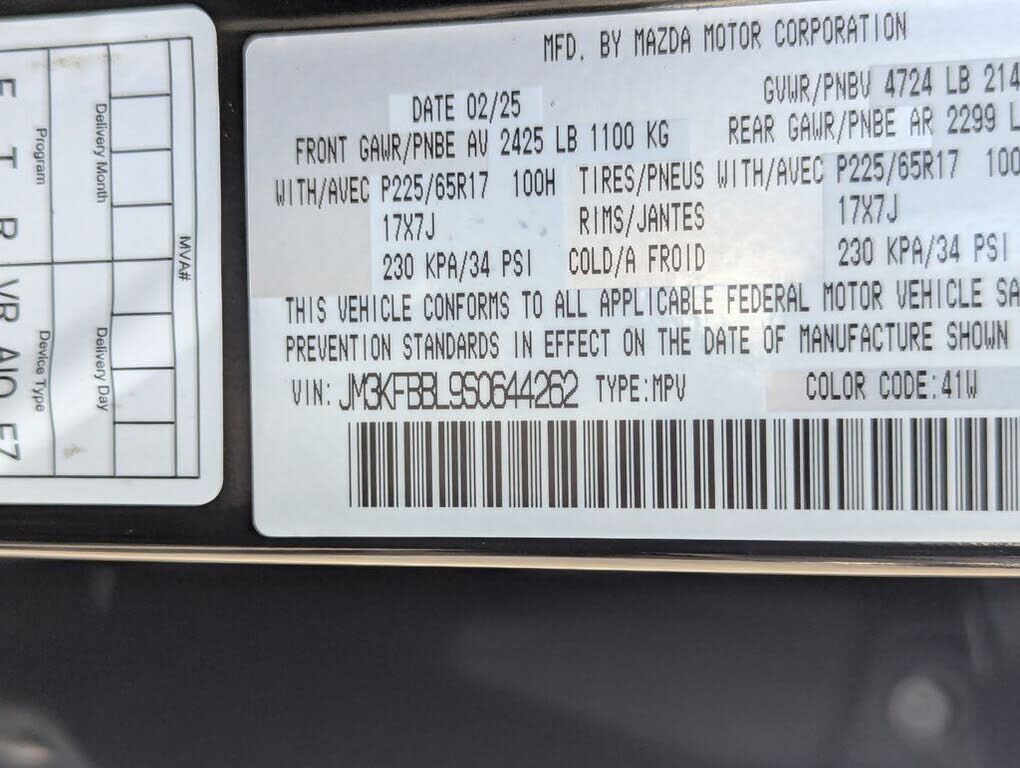 MFD. BY MAZDA MOTOR CORPORATION
DATE 02/25 GVWR/PNBV 4724 LB 214
FRONT GAWR/PNBE AV 2425 LB 1100 KG REAR GAWR/PNBE AR 2299 L
WITH/AVEC P225/65R17 100H TIRES/PNEUS WITH/AVEC P225/65R17 100
17X7J RIMS/JANTES 17X7J
230 KPA/34 PSI COLD/A FROID 230 KPA/34 PSI
THIS VEHICLE CONFORMS TO ALL APPLICABLE FEDERAL MOTOR VEHICLE SA
PREVENTION STANDARDS IN EFFECT ON THE DATE OF MANUFACTURE SHOWN
VIN: JM3KFBBL9S0644262 TYPE:MPV COLOR CODE:41W
MVA#
Delivery Month Delivery Day
Program Device Type